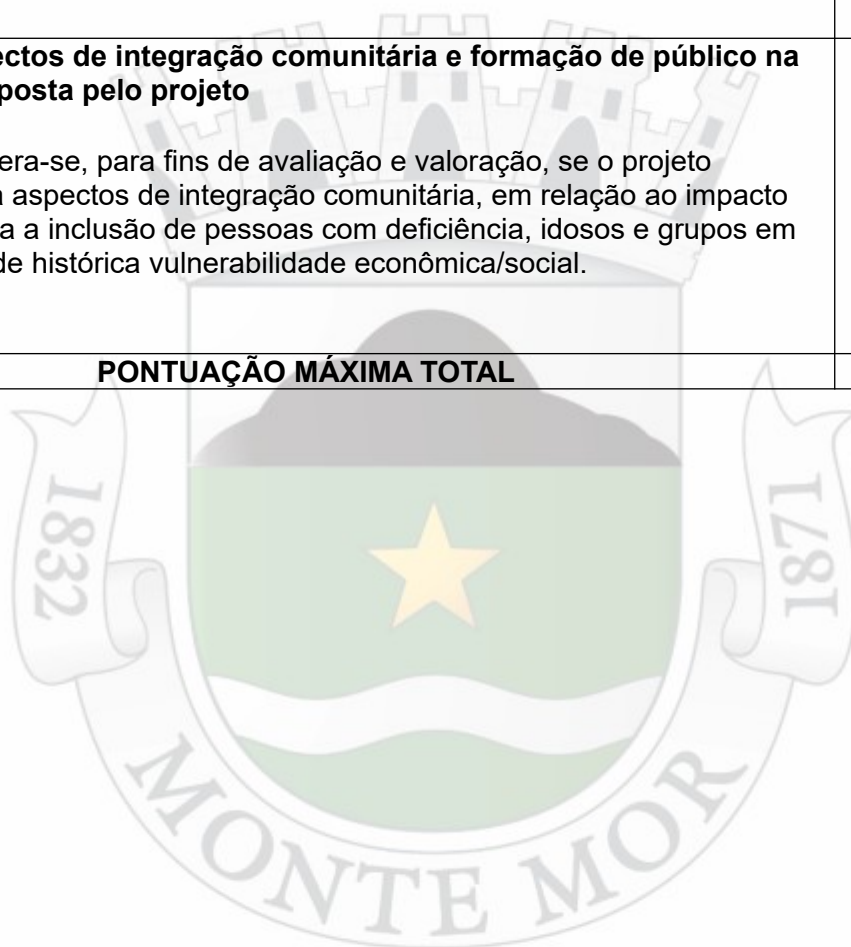 ectos de integração comunitária e formação de público na
posta pelo projeto
era-se, para fins de avaliação e valoração, se o projeto
a aspectos de integração comunitária, em relação ao impacto
a a inclusão de pessoas com deficiência, idosos e grupos em
de histórica vulnerabilidade econômica/social.
PONTUAÇÃO MÁXIMA TOTAL
1832
1871
MONTE MOR